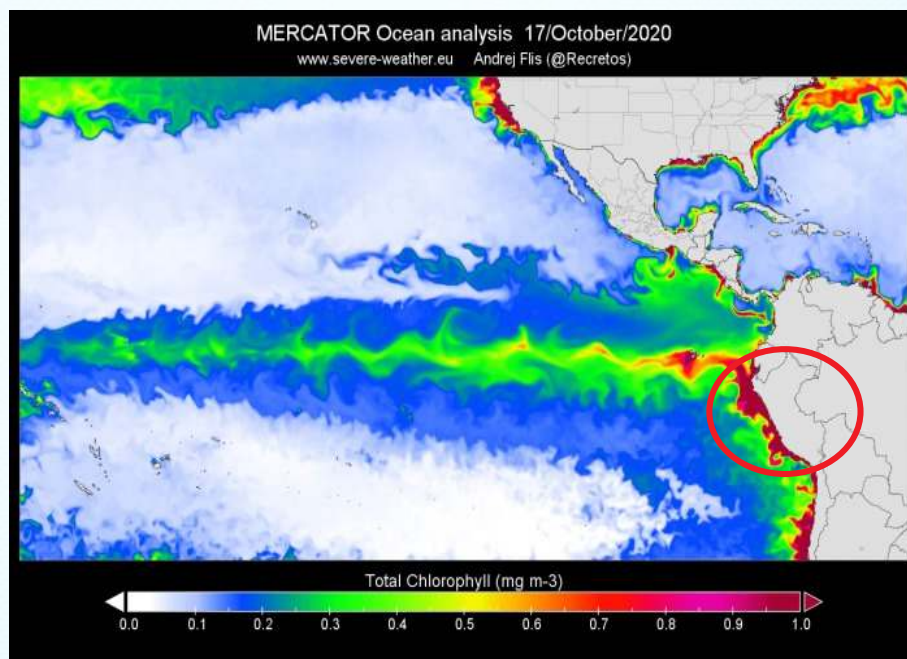 MERCATOR Ocean analysis 17/October/2020
www.severe-weather.eu Andrej Flis (@Recretos)
Total Chlorophyll (mg m-3)
0.0 0.1 0.2 0.3 0.4 0.5 0.6 0.7 0.8 0.9 1.0